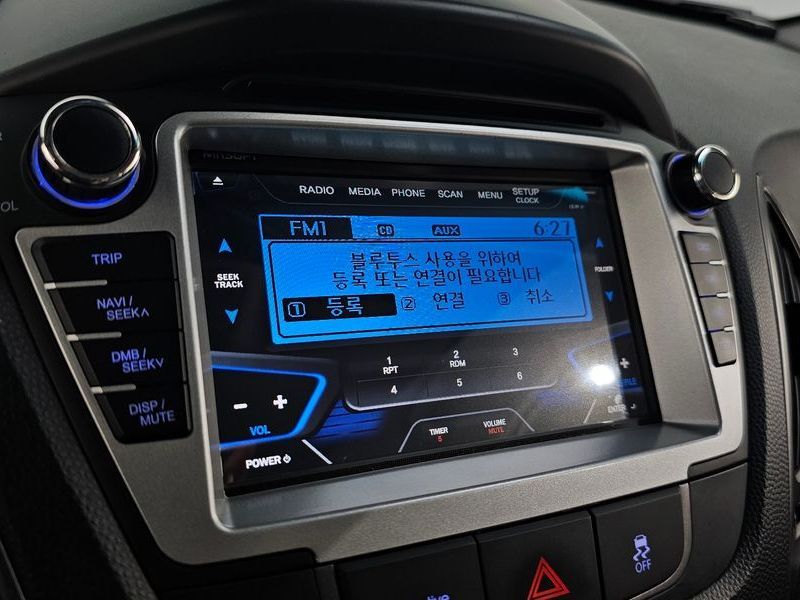 RADIO MEDIA PHONE SCAN MENU SETUP CLOCK
FM1 CD AUX 6:27
블루투스 사용을 위하여
등록 또는 연결이 필요합니다
① 등록 ② 연결 ③ 취소
SEEK
TRACK
FOLDER
TRIP
NAVI /
SEEK∧
DMB /
SEEK∨
DISP /
MUTE
1 RPT 2 RDM 3
4 5 6
- +
VOL
POWER
TIMER
5
VOLUME
MUTE
+
ENTER
OFF